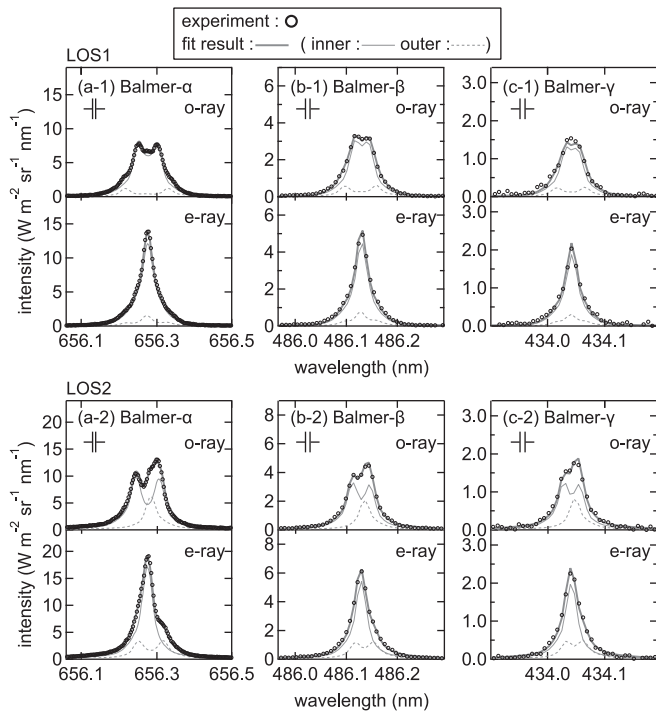 experiment :
fit result : ( inner : outer : )
LOS1
(a-1) Balmer-α
o-ray
(b-1) Balmer-β
o-ray
(c-1) Balmer-γ
o-ray
15
10
5
0
6
4
2
0
3.0
2.0
1.0
0.0
e-ray
e-ray
e-ray
15
10
5
0
6
4
2
0
3.0
2.0
1.0
0.0
intensity (W m⁻² sr⁻¹ nm⁻¹)
656.1 656.3 656.5
486.0 486.1 486.2
434.0 434.1
wavelength (nm)
wavelength (nm)
LOS2
(a-2) Balmer-α
o-ray
(b-2) Balmer-β
o-ray
(c-2) Balmer-γ
o-ray
20
15
10
5
0
8
6
4
2
0
3.0
2.0
1.0
0.0
e-ray
e-ray
e-ray
20
15
10
5
0
8
6
4
2
0
3.0
2.0
1.0
0.0
intensity (W m⁻² sr⁻¹ nm⁻¹)
656.1 656.3 656.5
486.0 486.1 486.2
434.0 434.1
wavelength (nm)
wavelength (nm)